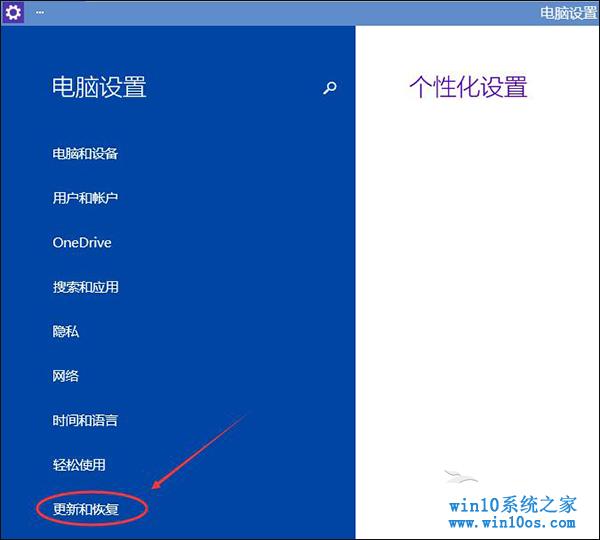 ... 电脑设置
电脑设置
个性化设置
电脑和设备
用户和帐户
OneDrive
搜索和应用
隐私
网络
时间和语言
轻松使用
更新和恢复
win10系统之家
www.win10os.com